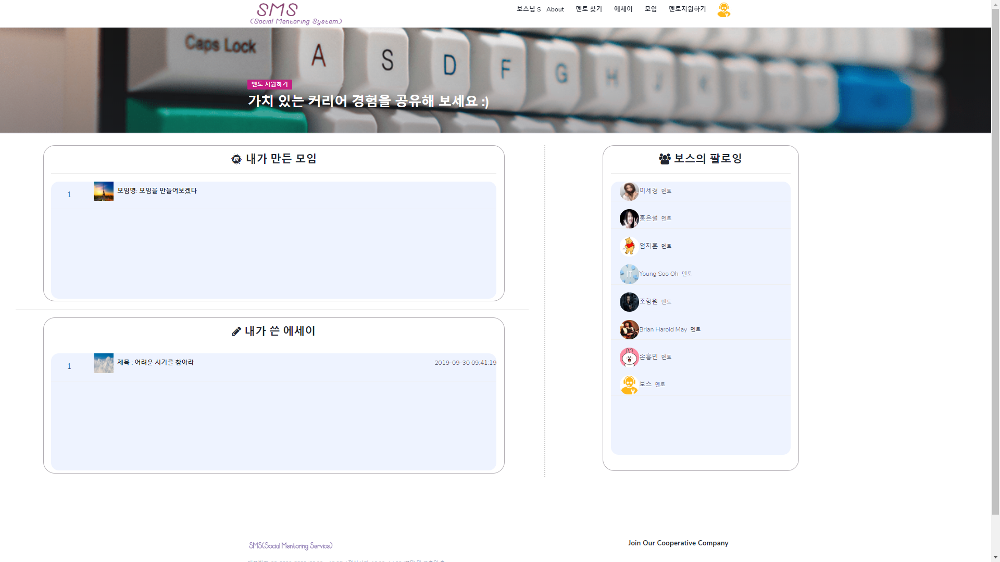 SMS
(Social Mentoring System)
보스님 S About 멘토 찾기 에세이 모임 멘토지원하기
Caps Lock A S D F G H J
멘토 지원하기
가치 있는 커리어 경험을 공유해 보세요 :)
내가 만든 모임
1 모임명: 모임을 만들어보겠다
내가 쓴 에세이
1 제목 : 어려운 시기를 참아라 2019-09-30 09:41:19
보스의 팔로잉
이세경 멘토
홍은설 멘토
엄지훈 멘토
Young Soo Oh 멘토
조형원 멘토
Brian Harold May 멘토
손흥민 멘토
보스 멘토
SMS(Social Mentoring Service)
Join Our Cooperative Company